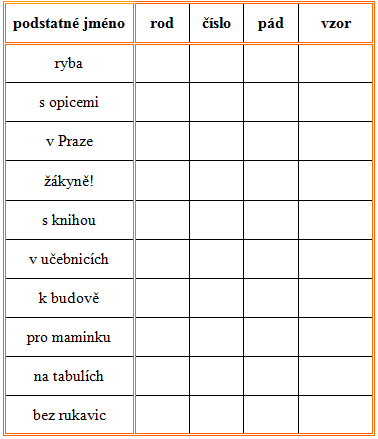 podstatné jméno rod číslo pád vzor
ryba
s opicemi
v Praze
žákyně!
s knihou
v učebnicích
k budově
pro maminku
na tabulích
bez rukavic